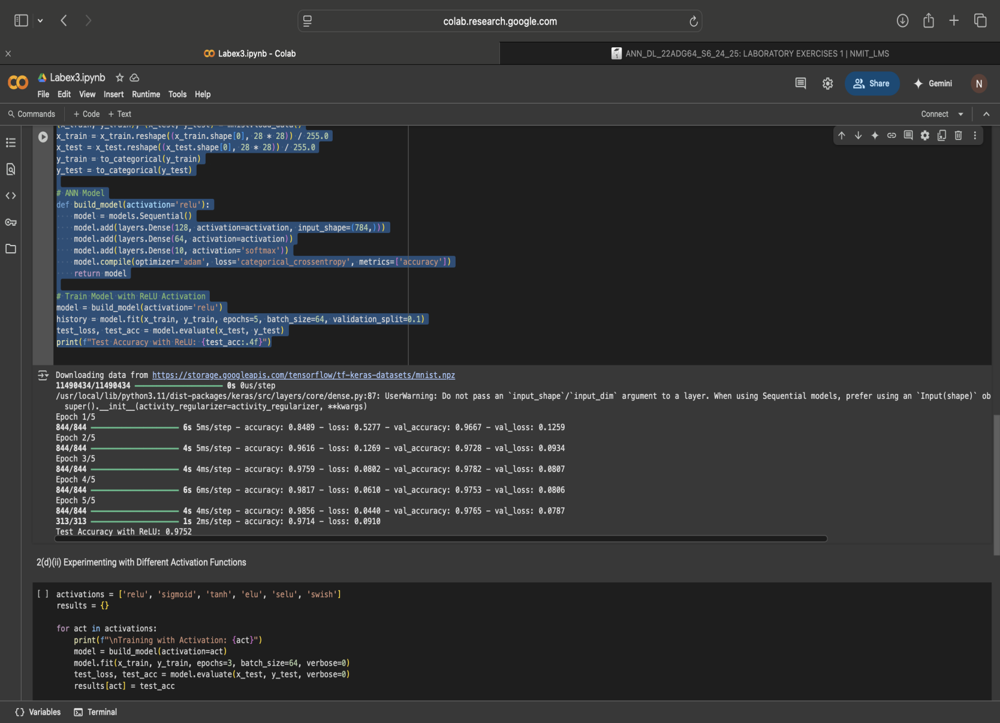 colab.research.google.com
Labex3.ipynb - Colab
ANN_DL_22ADG64_S6_24_25: LABORATORY EXERCISES 1 | NMIT_LMS
Labex3.ipynb
File Edit View Insert Runtime Tools Help
Share
Gemini
N
Commands + Code + Text
Connect
(x_train, y_train), (x_test, y_test) = mnist.load_data()
x_train = x_train.reshape((x_train.shape[0], 28 * 28)) / 255.0
x_test = x_test.reshape((x_test.shape[0], 28 * 28)) / 255.0
y_train = to_categorical(y_train)
y_test = to_categorical(y_test)
# ANN Model
def build_model(activation='relu'):
    model = models.Sequential()
    model.add(layers.Dense(128, activation=activation, input_shape=(784,)))
    model.add(layers.Dense(64, activation=activation))
    model.add(layers.Dense(10, activation='softmax'))
    model.compile(optimizer='adam', loss='categorical_crossentropy', metrics=['accuracy'])
    return model
# Train Model with ReLU Activation
model = build_model(activation='relu')
history = model.fit(x_train, y_train, epochs=5, batch_size=64, validation_split=0.1)
test_loss, test_acc = model.evaluate(x_test, y_test)
print(f"Test Accuracy with ReLU: {test_acc:.4f}")
Downloading data from https://storage.googleapis.com/tensorflow/tf-keras-datasets/mnist.npz
11490434/11490434 0s 0us/step
/usr/local/lib/python3.11/dist-packages/keras/src/layers/core/dense.py:87: UserWarning: Do not pass an `input_shape`/`input_dim` argument to a layer. When using Sequential models, prefer using an `Input(shape)` ob
  super().__init__(activity_regularizer=activity_regularizer, **kwargs)
Epoch 1/5
844/844 6s 5ms/step - accuracy: 0.8489 - loss: 0.5277 - val_accuracy: 0.9667 - val_loss: 0.1259
Epoch 2/5
844/844 4s 5ms/step - accuracy: 0.9616 - loss: 0.1269 - val_accuracy: 0.9728 - val_loss: 0.0934
Epoch 3/5
844/844 4s 4ms/step - accuracy: 0.9759 - loss: 0.0802 - val_accuracy: 0.9782 - val_loss: 0.0807
Epoch 4/5
844/844 6s 6ms/step - accuracy: 0.9817 - loss: 0.0610 - val_accuracy: 0.9753 - val_loss: 0.0806
Epoch 5/5
844/844 4s 4ms/step - accuracy: 0.9856 - loss: 0.0440 - val_accuracy: 0.9765 - val_loss: 0.0787
313/313 1s 2ms/step - accuracy: 0.9714 - loss: 0.0910
Test Accuracy with ReLU: 0.9752
2(d)(ii) Experimenting with Different Activation Functions
[ ] activations = ['relu', 'sigmoid', 'tanh', 'elu', 'selu', 'swish']
results = {}
for act in activations:
    print(f"\nTraining with Activation: {act}")
    model = build_model(activation=act)
    model.fit(x_train, y_train, epochs=3, batch_size=64, verbose=0)
    test_loss, test_acc = model.evaluate(x_test, y_test, verbose=0)
    results[act] = test_acc
{} Variables Terminal